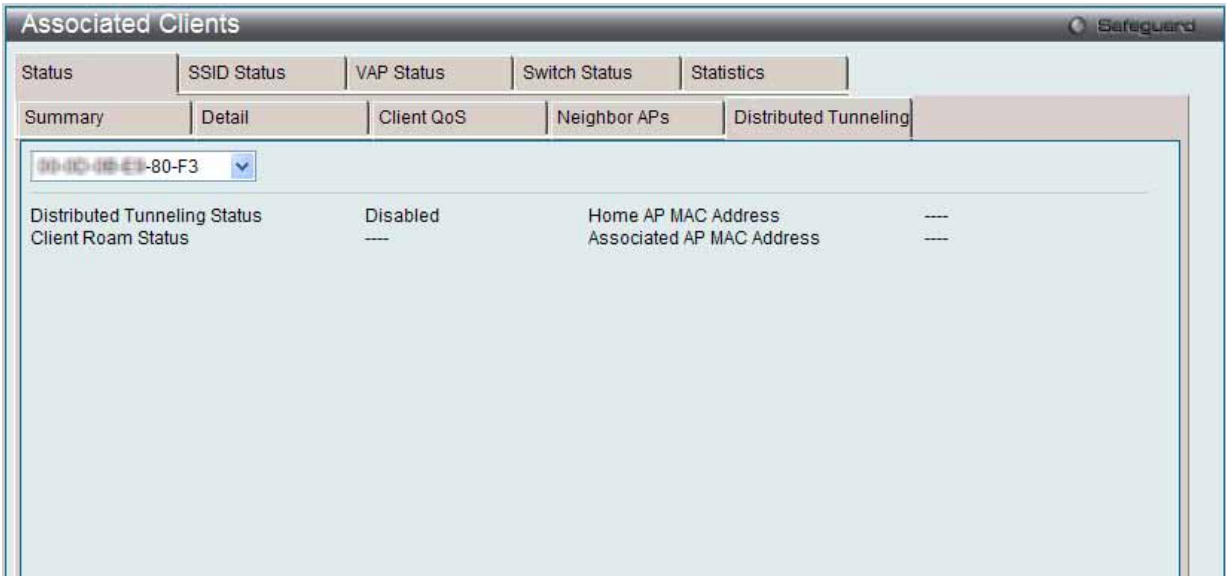 Associated Clients
Safeguard
Status SSID Status VAP Status Switch Status Statistics
Summary Detail Client QoS Neighbor APs Distributed Tunneling
-80-F3
Distributed Tunneling Status Disabled Home AP MAC Address ----
Client Roam Status ---- Associated AP MAC Address ----